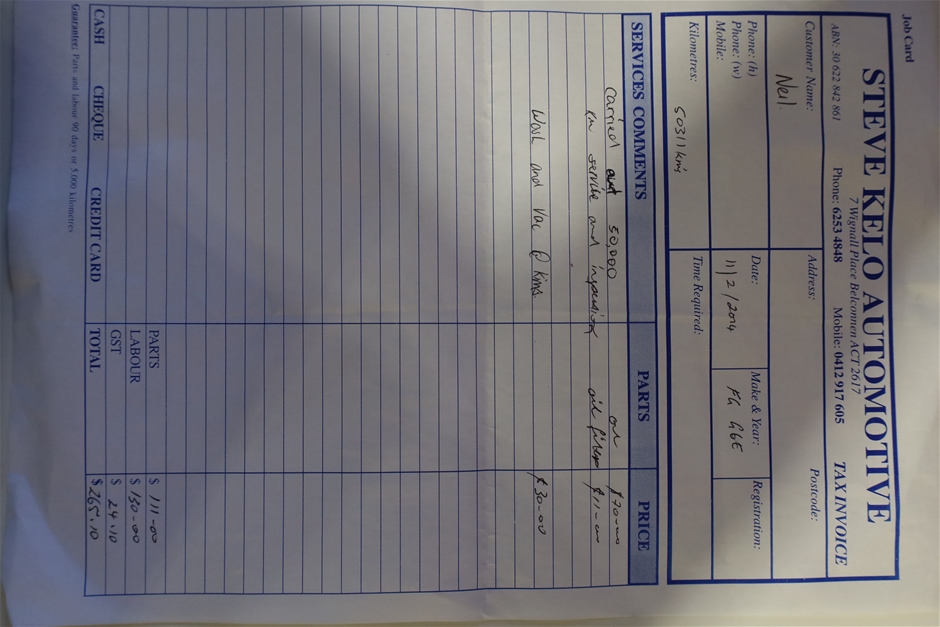 Job Card
STEVE KELO AUTOMOTIVE
7 Wignall Place Belconnen ACT 2617
ABN: 30 622 842 861 Phone: 6253 4848 Mobile: 0412 917 605 TAX INVOICE
Customer Name: Address: Postcode:
Neil
Phone: (h) Date: Make & Year: Registration:
Phone: (w) 11/2/2014 FG G6E
Mobile:
Kilometres: Time Required:
50311 kms
SERVICES COMMENTS PARTS PRICE
Carried out 50,000 oil $70-00
km service and inspection oil filter $11-00
Wash and Vac @ Kims $30-00
PARTS $ 111-00
LABOUR $ 130-00
GST $ 24.10
CASH CHEQUE CREDIT CARD TOTAL $ 265.10
Guarantee: Parts and labour 90 days or 5,000 kilometres